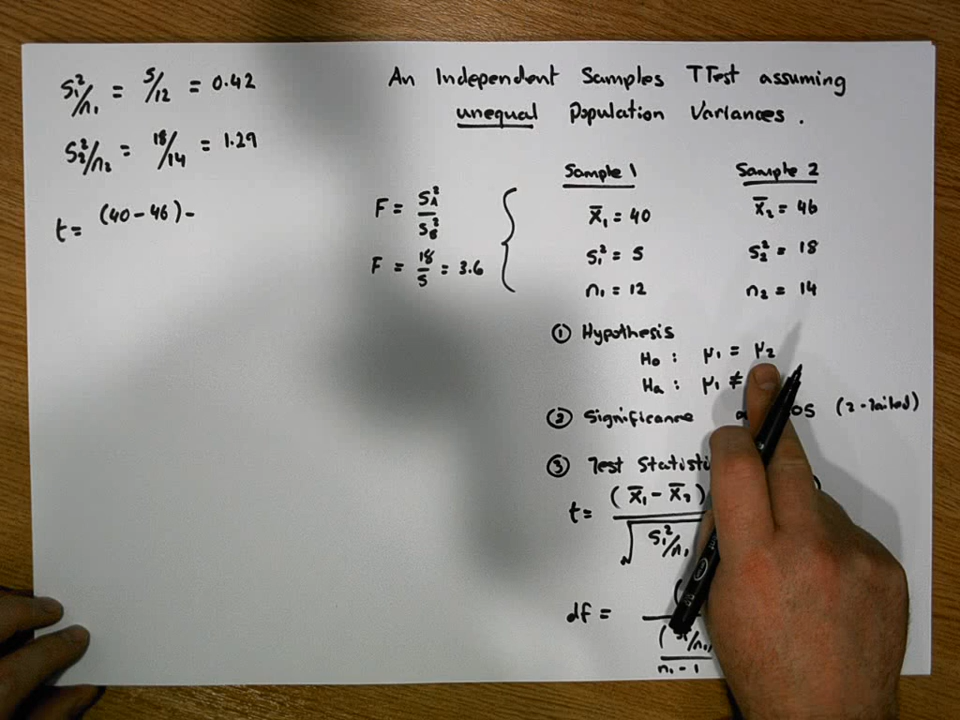 S₁²/n₁ = 5/12 = 0.42
S₂²/n₂ = 18/14 = 1.29
t = (40 - 46) -
An Independent Samples TTest assuming
unequal Population Variances.
F = S_A²/S_B²
F = 18/5 = 3.6
Sample 1
x̄₁ = 40
S₁² = 5
n₁ = 12
Sample 2
x̄₂ = 46
S₂² = 18
n₂ = 14
① Hypothesis
H₀ : μ₁ = μ₂
Hₐ : μ₁ ≠
② Significance (2-tailed)
③ Test
t = (x̄₁ - x̄₂)
√ S₁²/n₁
df =
n₁ - 1